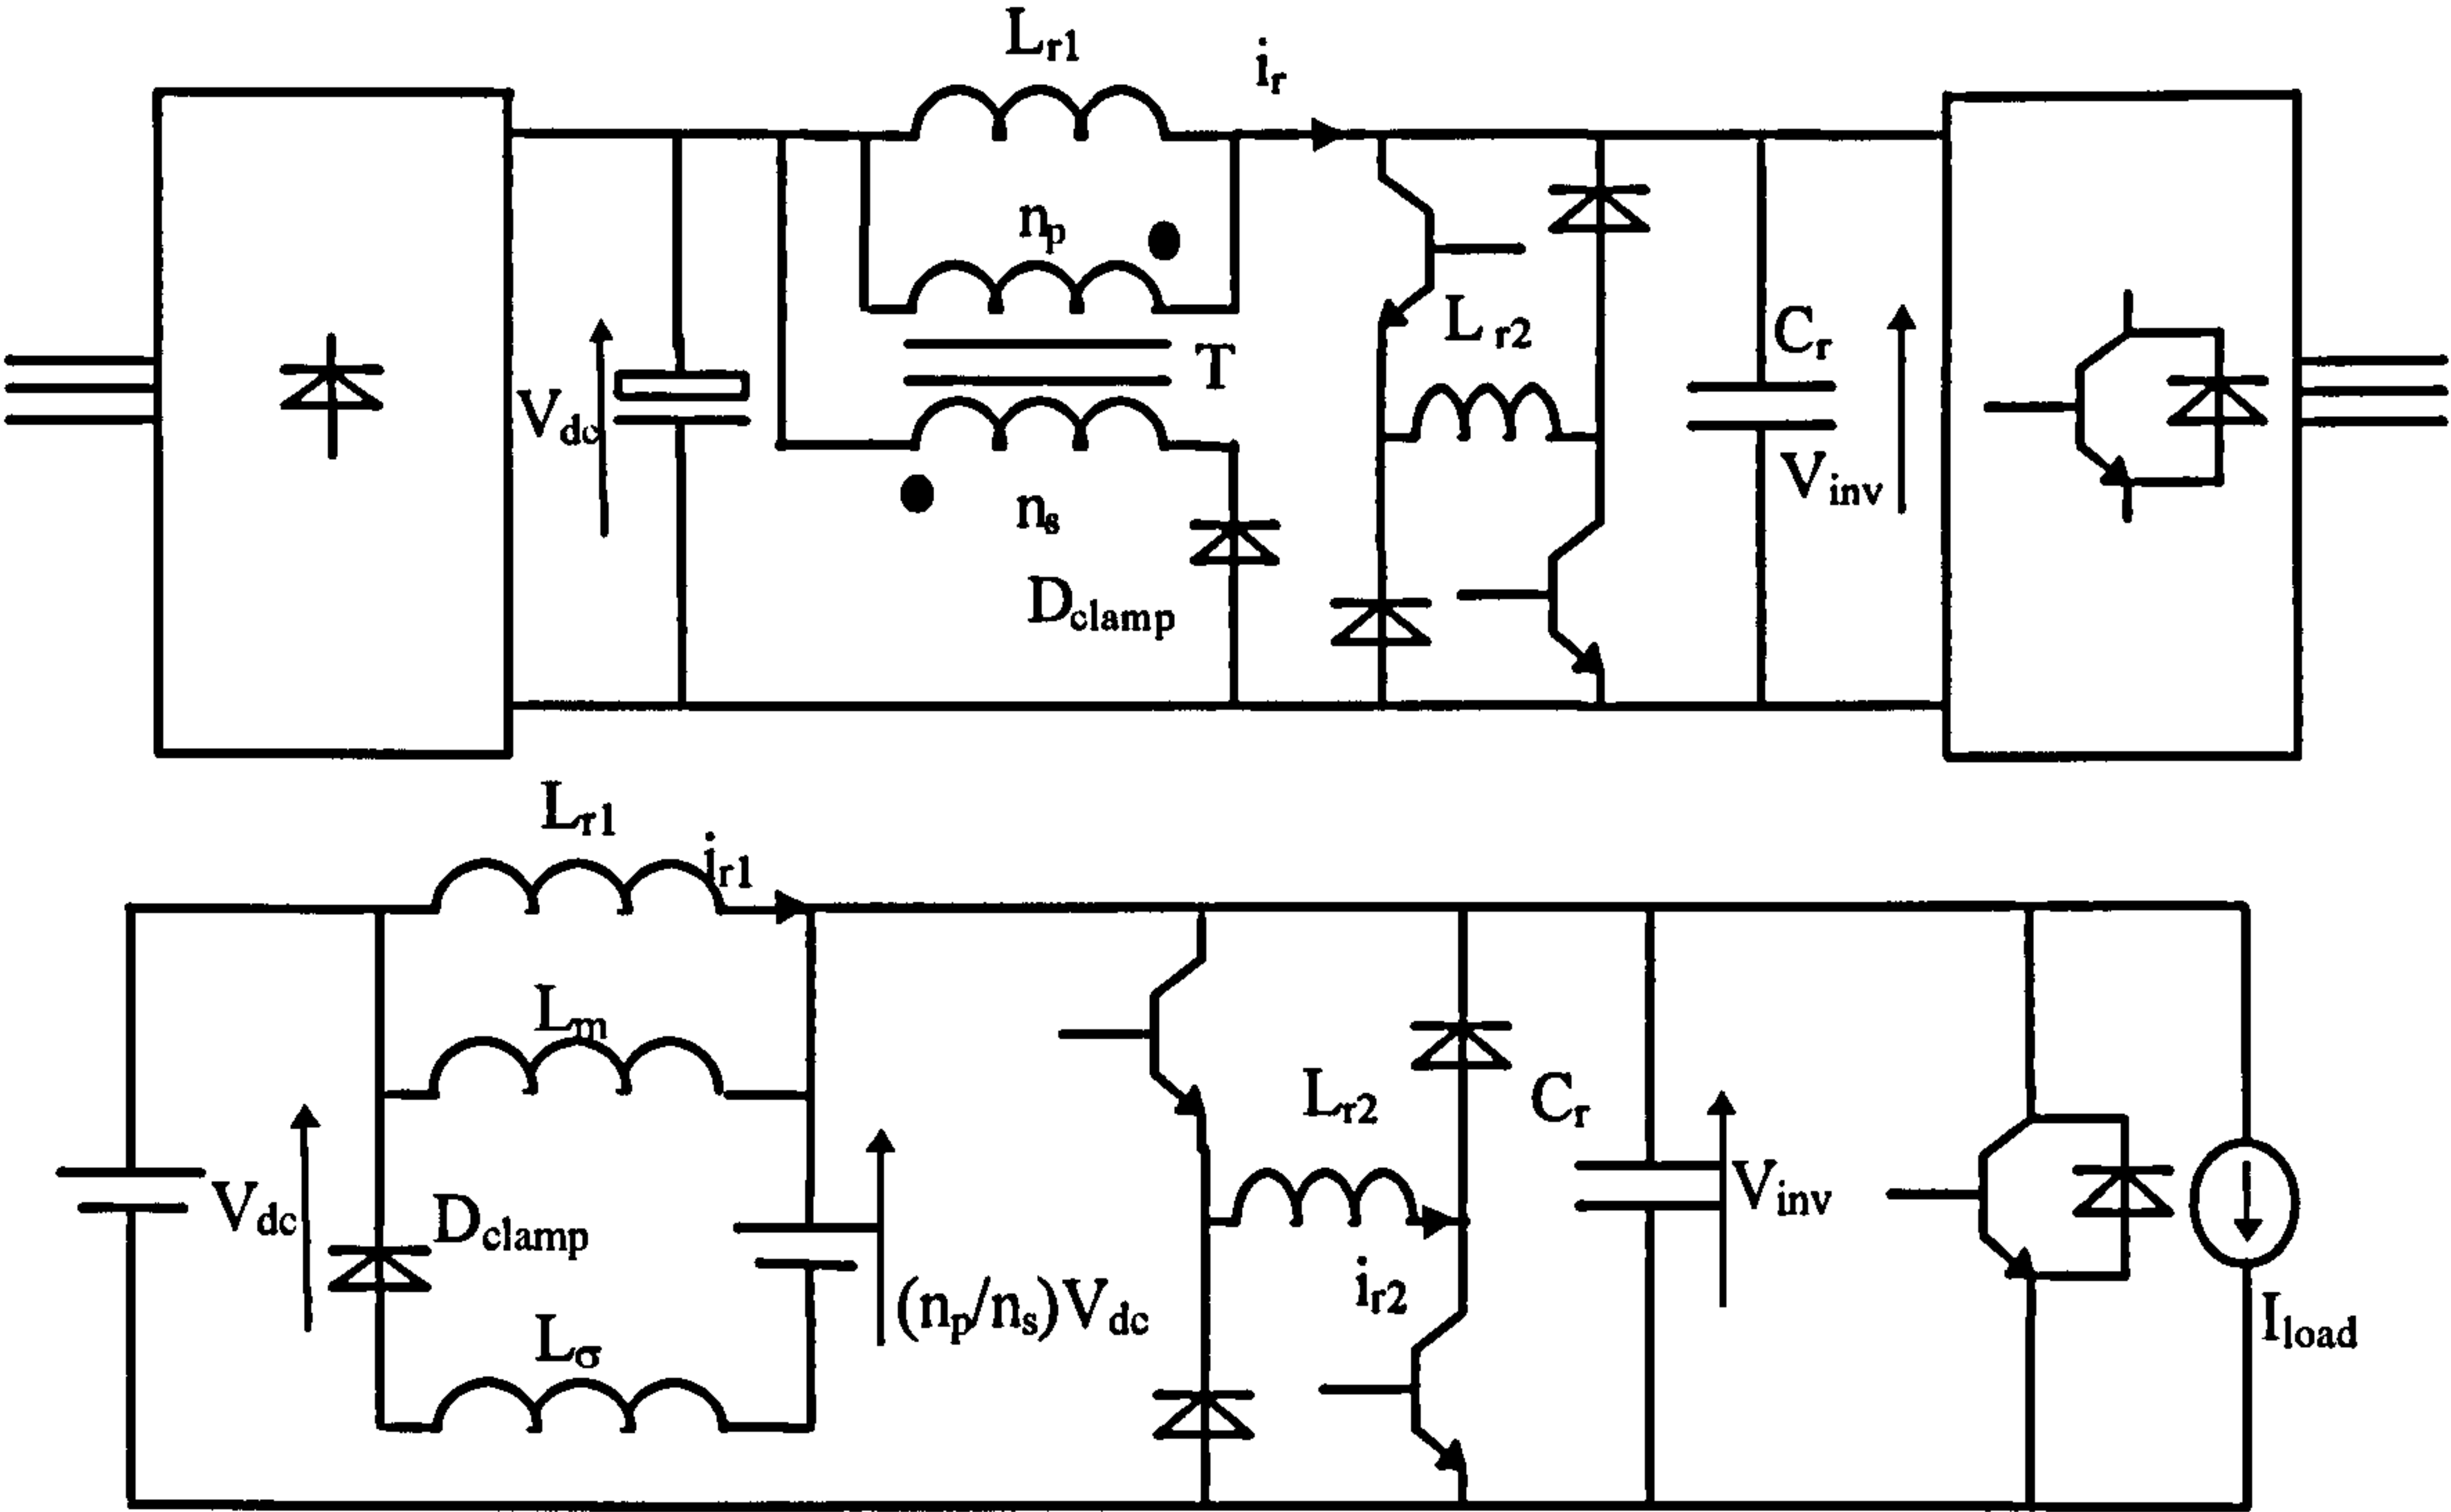 Lr1
ir
np
Lr2
Cr
T
Vdc
Vinv
ns
Dclamp
Lr1
ir1
Lm
Lr2
Cr
Vdc
Dclamp
Vinv
(np/ns)Vdc
ir2
Lσ
Iload